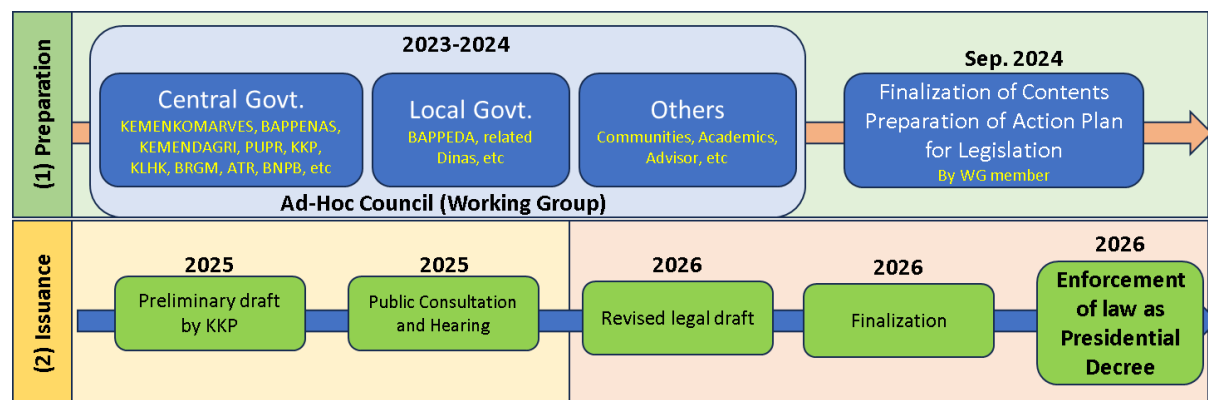 (1) Preparation
2023-2024
Central Govt.
KEMENKOMARVES, BAPPENAS,
KEMENDAGRI, PUPR, KKP,
KLHK, BRGM, ATR, BNPB, etc
Local Govt.
BAPPEDA, related
Dinas, etc
Others
Communities, Academics,
Advisor, etc
Ad-Hoc Council (Working Group)
Sep. 2024
Finalization of Contents
Preparation of Action Plan
for Legislation
By WG member
(2) Issuance
2025
Preliminary draft
by KKP
2025
Public Consultation
and Hearing
2026
Revised legal draft
2026
Finalization
2026
Enforcement
of law as
Presidential
Decree